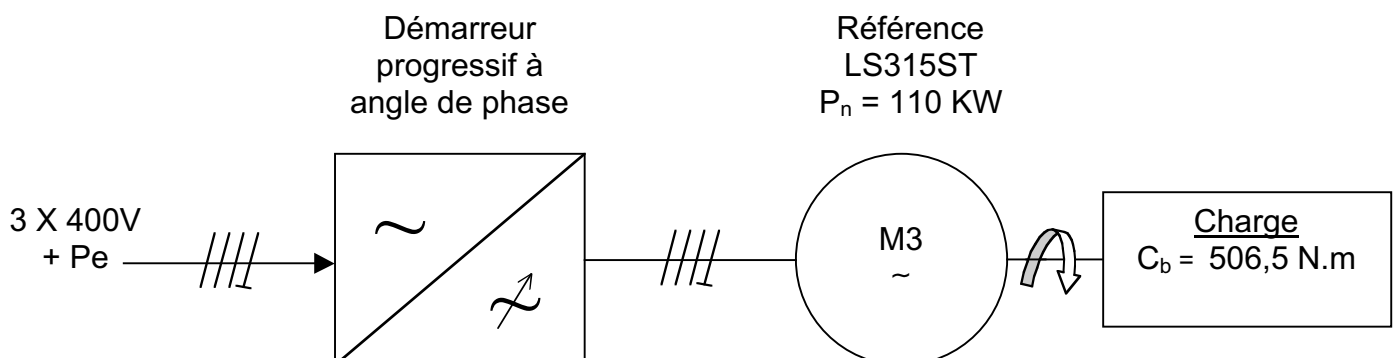 Démarreur
progressif à
angle de phase
Référence
LS315ST
Pn = 110 KW
3 X 400V
+ Pe
~
~
M3
~
Charge
Cb = 506,5 N.m